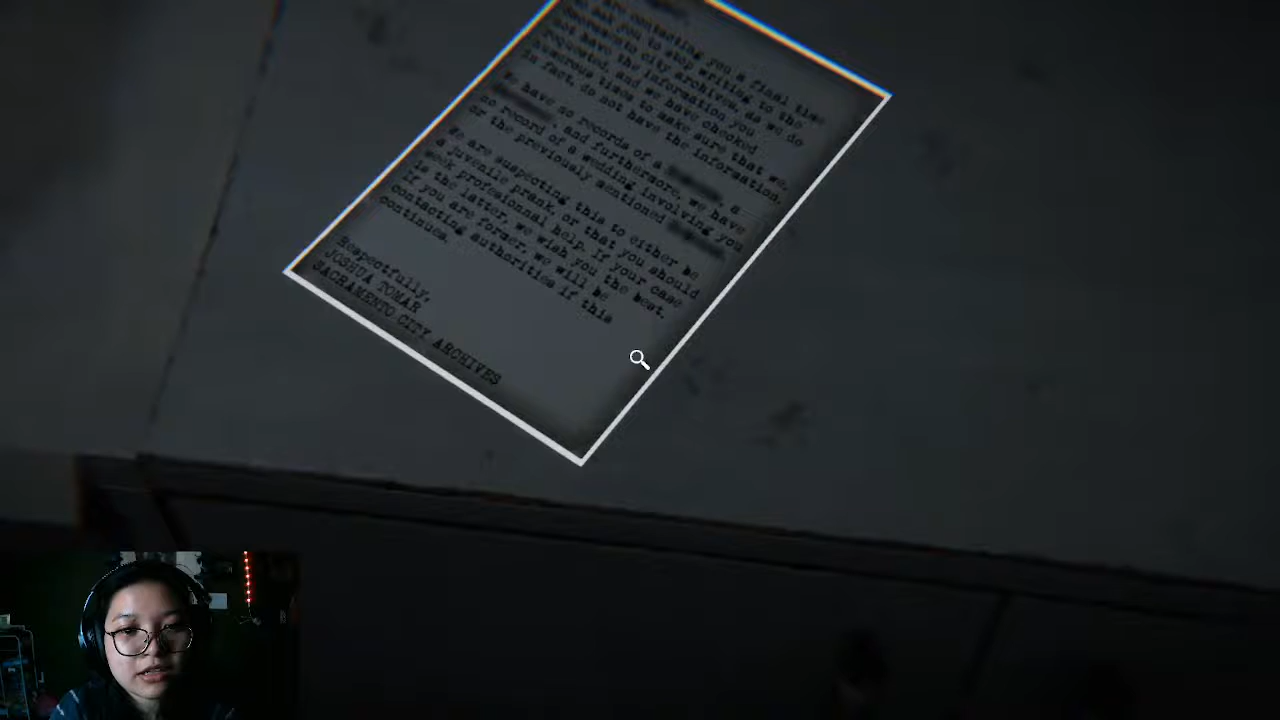 are contacting you a final time
ask you to stop writing to the
Sacramento city archives, as we do
not have the information you
requested, and we have checked
numerous times to make sure that we,
in fact, do not have the information.
We have no records of a
, and furthermore, we have
no record of a wedding involving you
or the previously mentioned
We are suspecting this to either be
a juvenile prank, or that you should
seek professionnal help. If your case
is the latter, we wish you the best.
If you are former, we will be
contacting authorities if this
continues.
Respectfully,
JOSHUA TOMAR
SACRAMENTO CITY ARCHIVES